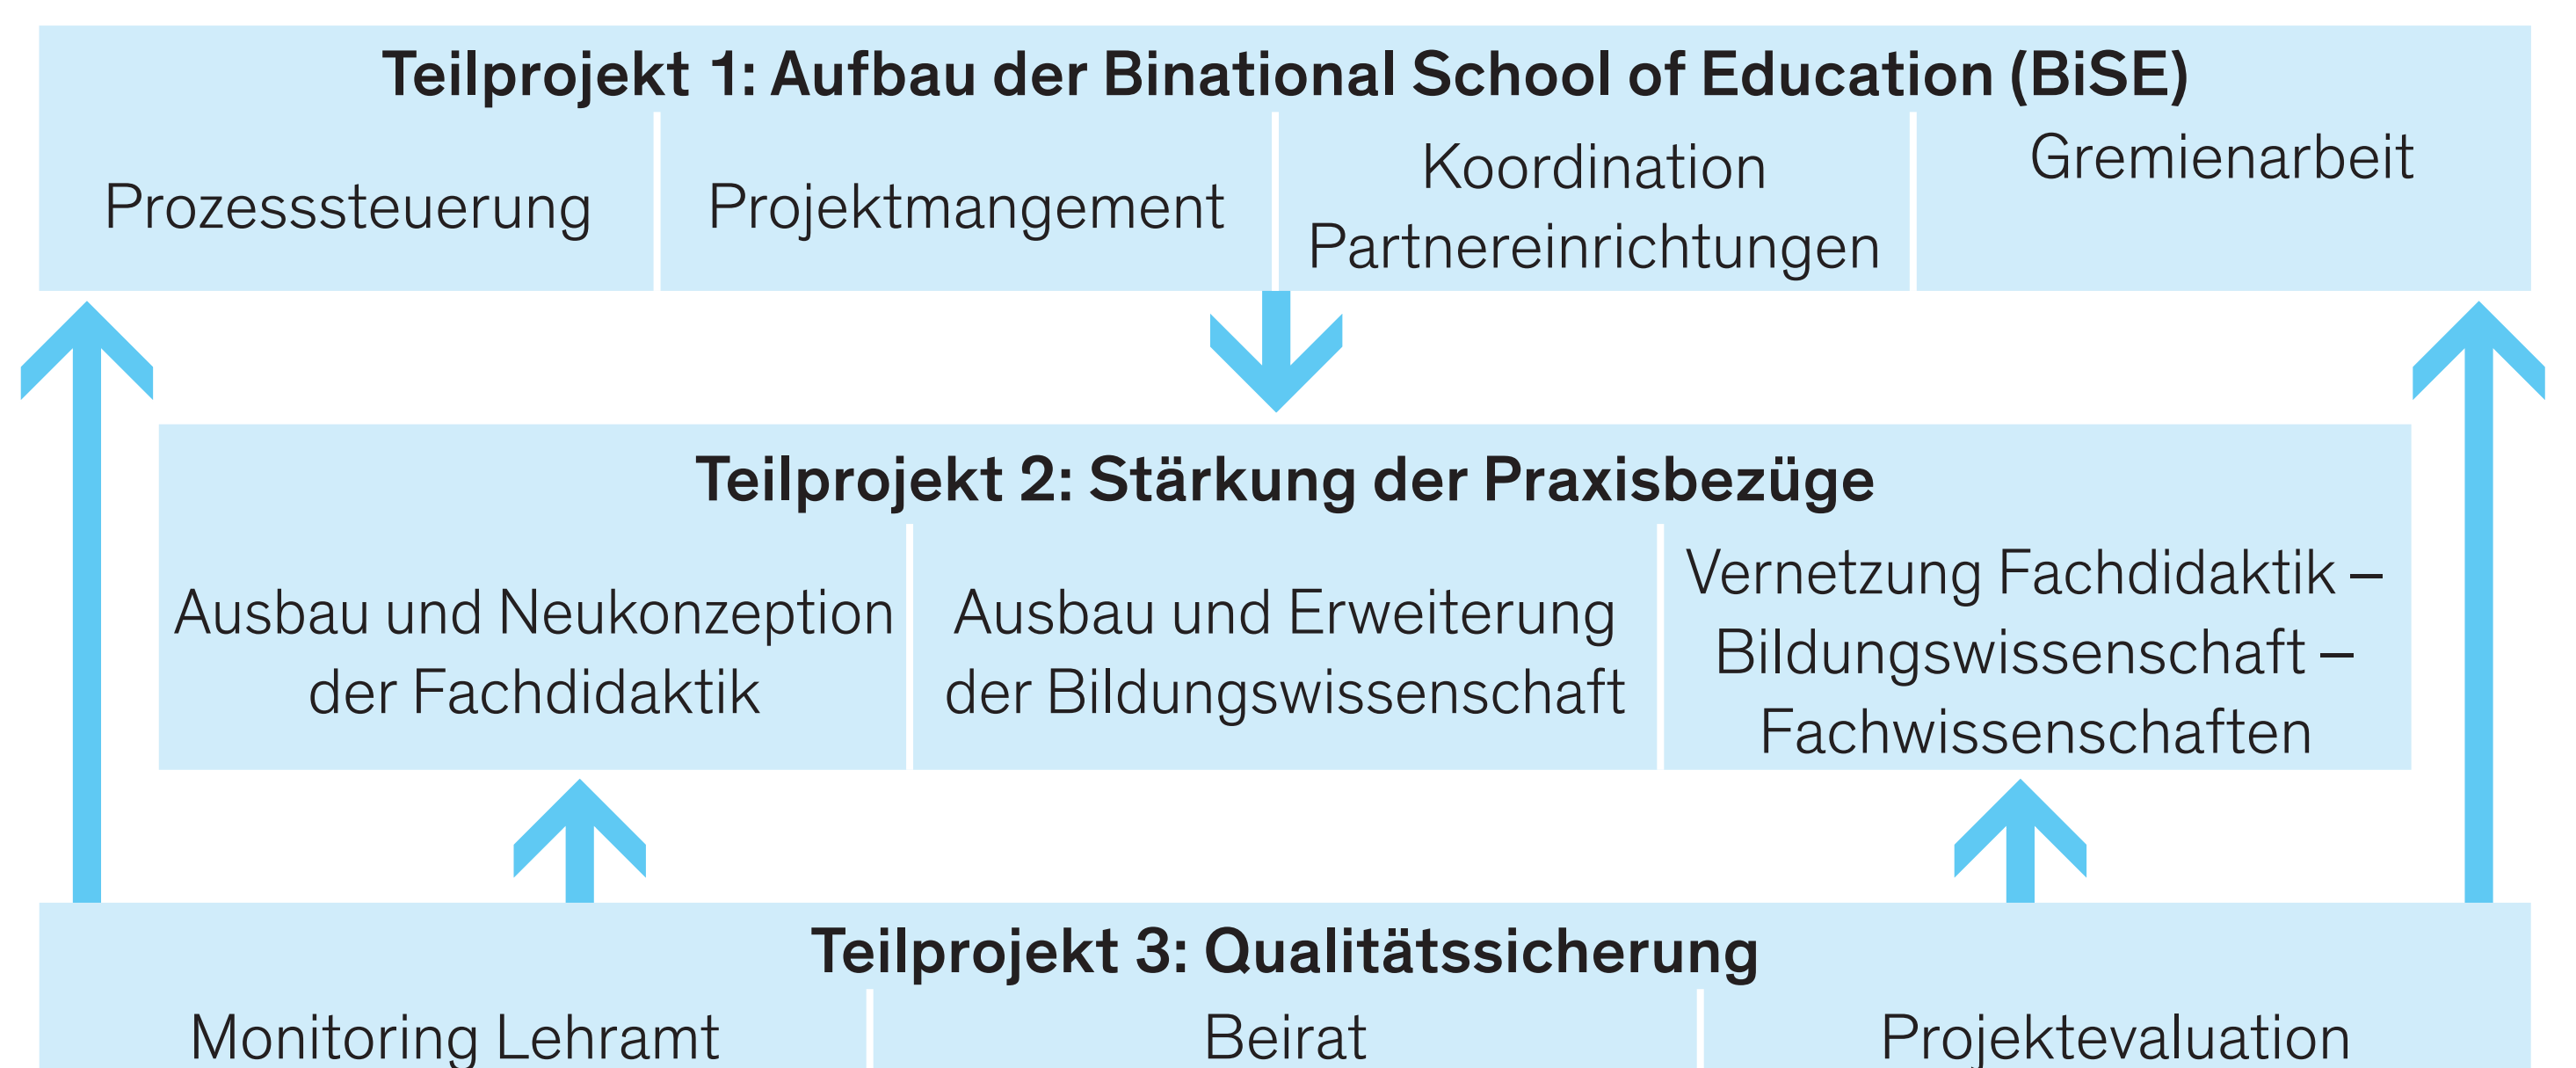 Teilprojekt 1: Aufbau der Binational School of Education (BiSE)
Prozesssteuerung
Projektmangement
Koordination
Partnereinrichtungen
Gremienarbeit
Teilprojekt 2: Stärkung der Praxisbezüge
Ausbau und Neukonzeption
der Fachdidaktik
Ausbau und Erweiterung
der Bildungswissenschaft
Vernetzung Fachdidaktik –
Bildungswissenschaft –
Fachwissenschaften
Teilprojekt 3: Qualitätssicherung
Monitoring Lehramt
Beirat
Projektevaluation